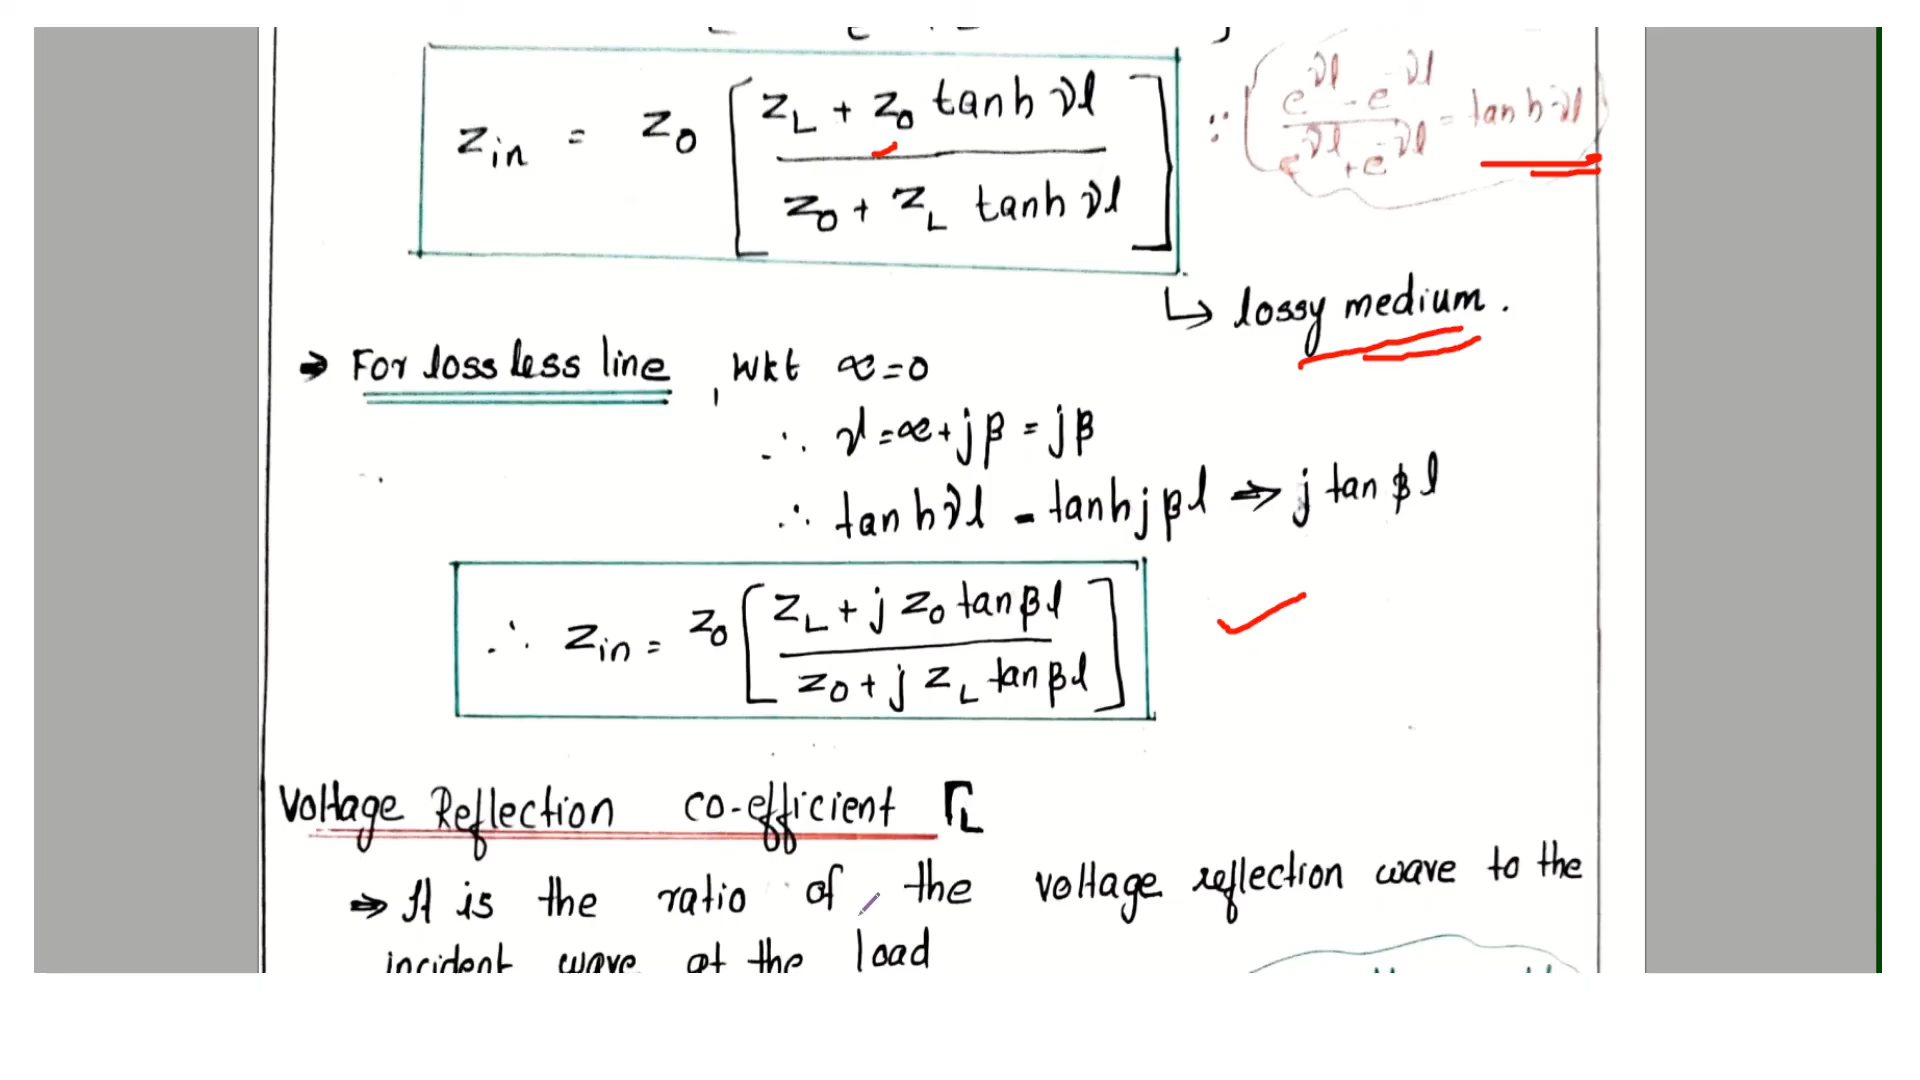 Zin = Z0 [ ZL + Z0 tanh γl / Z0 + ZL tanh γl ] ∵ ( e^γl - e^-γl / e^γl + e^-γl = tanh γl )
↳ lossy medium.
→ For loss less line, Wkt ∝=0
∴ γ = ∝+jβ = jβ
∴ tanh γl = tanh jβl ⇒ j tan βl
∴ Zin = Z0 [ ZL + j Z0 tan βl / Z0 + j ZL tan βl ]
Voltage Reflection co-efficient ΓL
⇒ It is the ratio of the voltage reflection wave to the
incident wave at the load